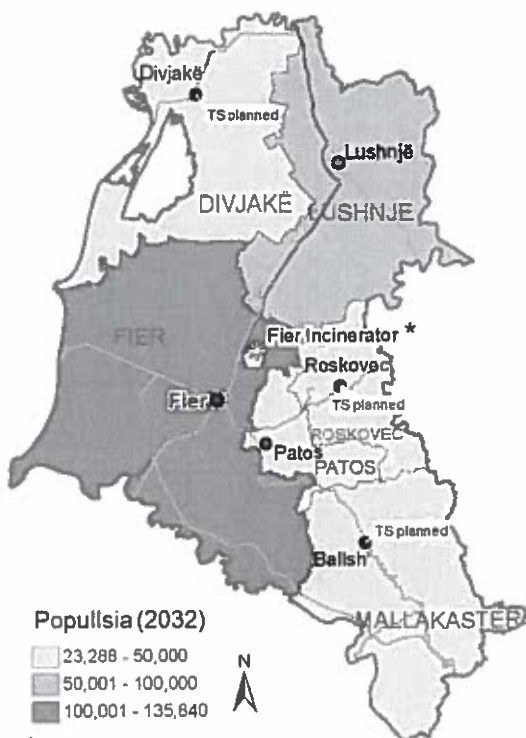 Divjakë
TS planned
Lushnjë
DIVJAKË
LUSHNJE
FIER
Fier Incinerator *
Roskovec
Fier
TS planned
ROSKOVEC
Patos
PATOS
TS planned
Ballsh
MALLAKASTER
Popullsia (2032)
23,288 - 50,000
50,001 - 100,000
100,001 - 135,640
N